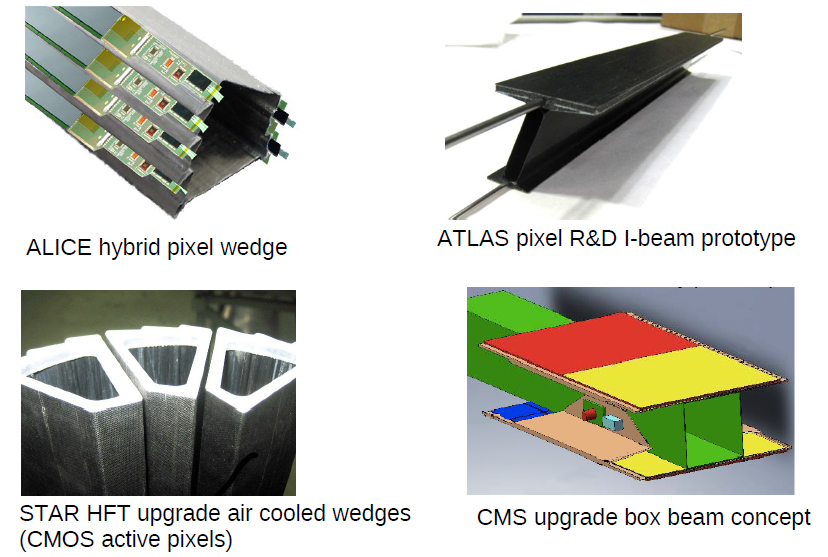 ALICE hybrid pixel wedge
ATLAS pixel R&D I-beam prototype
STAR HFT upgrade air cooled wedges
(CMOS active pixels)
CMS upgrade box beam concept